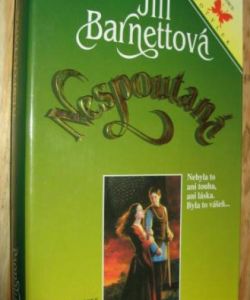 Jill
Barnettová
Nespoutaní
Nebyla to
ani touha,
ani láska.
Byla to vášeň...